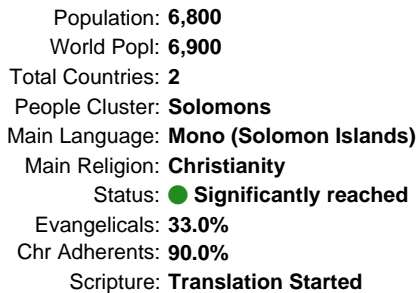 Population: 6,800
World Popl: 6,900
Total Countries: 2
People Cluster: Solomons
Main Language: Mono (Solomon Islands)
Main Religion: Christianity
Status: Significantly reached
Evangelicals: 33.0%
Chr Adherents: 90.0%
Scripture: Translation Started